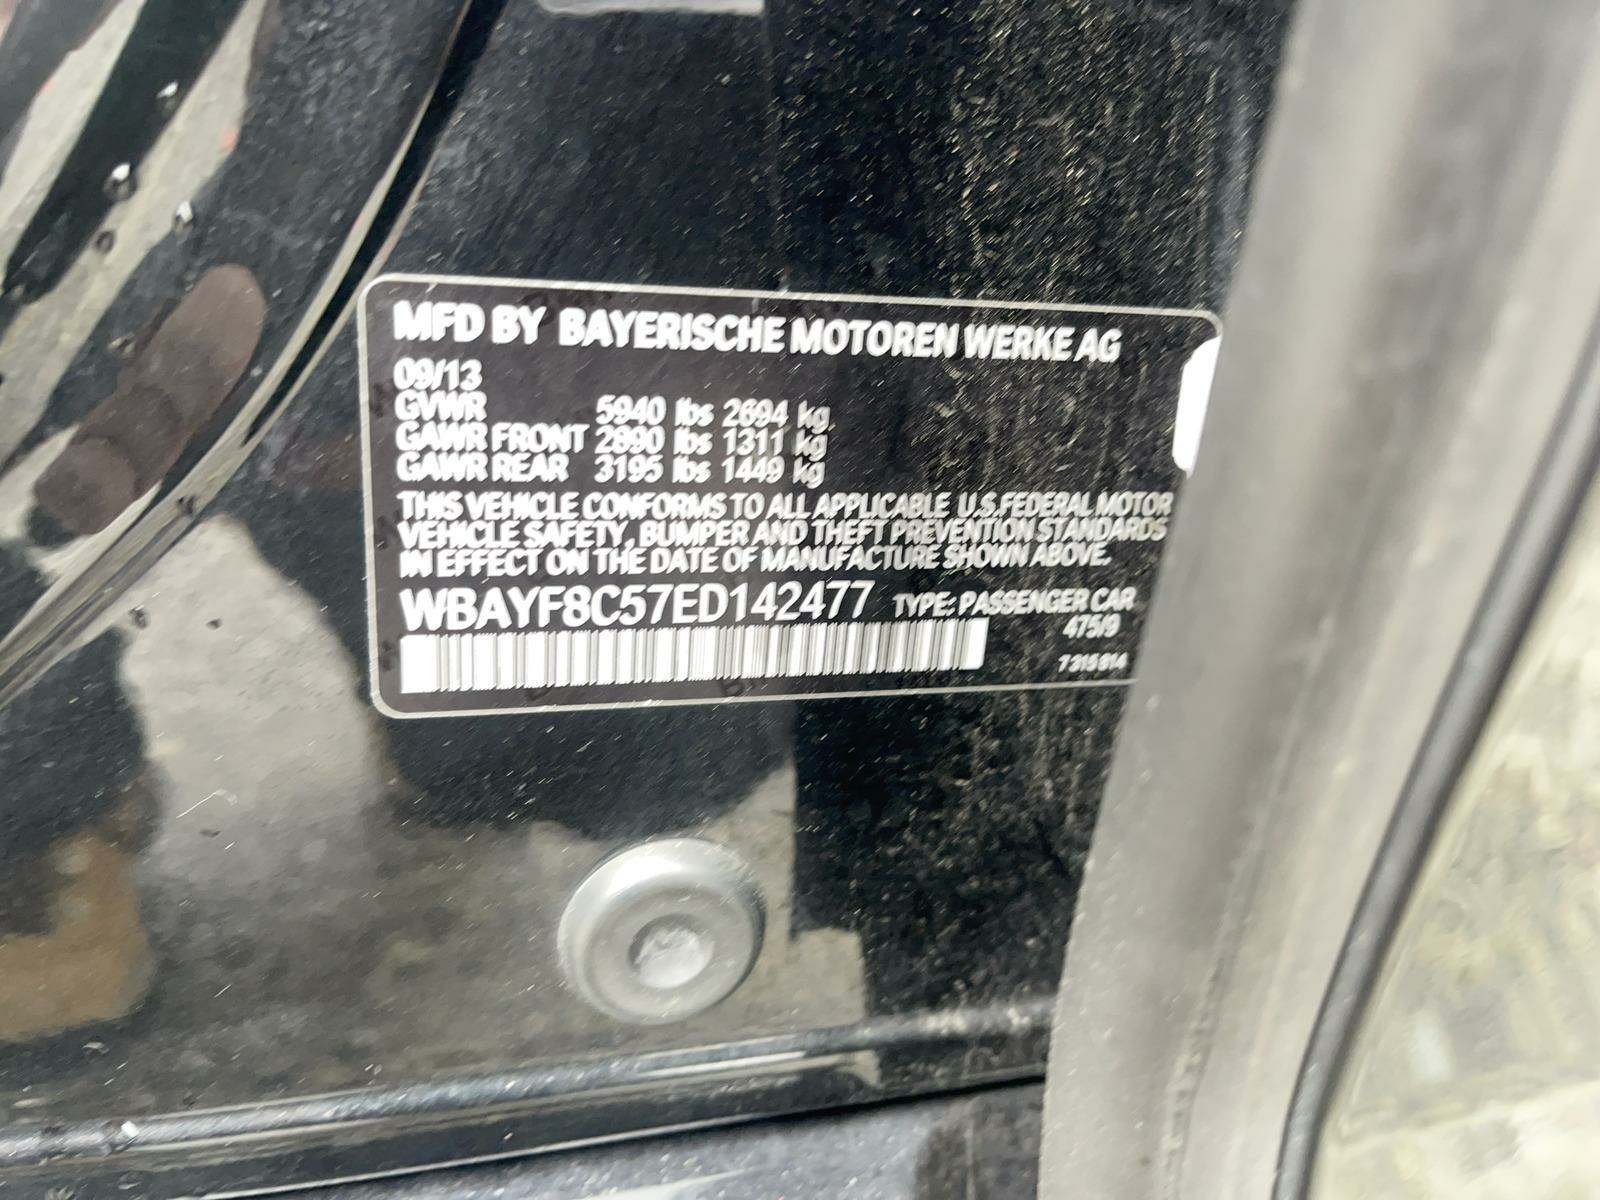 MFD BY BAYERISCHE MOTOREN WERKE AG
09/13
GVWR 5940 lbs 2694 kg
GAWR FRONT 2890 lbs 1311 kg
GAWR REAR 3195 lbs 1449 kg
THIS VEHICLE CONFORMS TO ALL APPLICABLE U.S.FEDERAL MOTOR
VEHICLE SAFETY, BUMPER AND THEFT PREVENTION STANDARDS
IN EFFECT ON THE DATE OF MANUFACTURE SHOWN ABOVE.
WBAYF8C57ED142477 TYPE: PASSENGER CAR
475/9
7315814